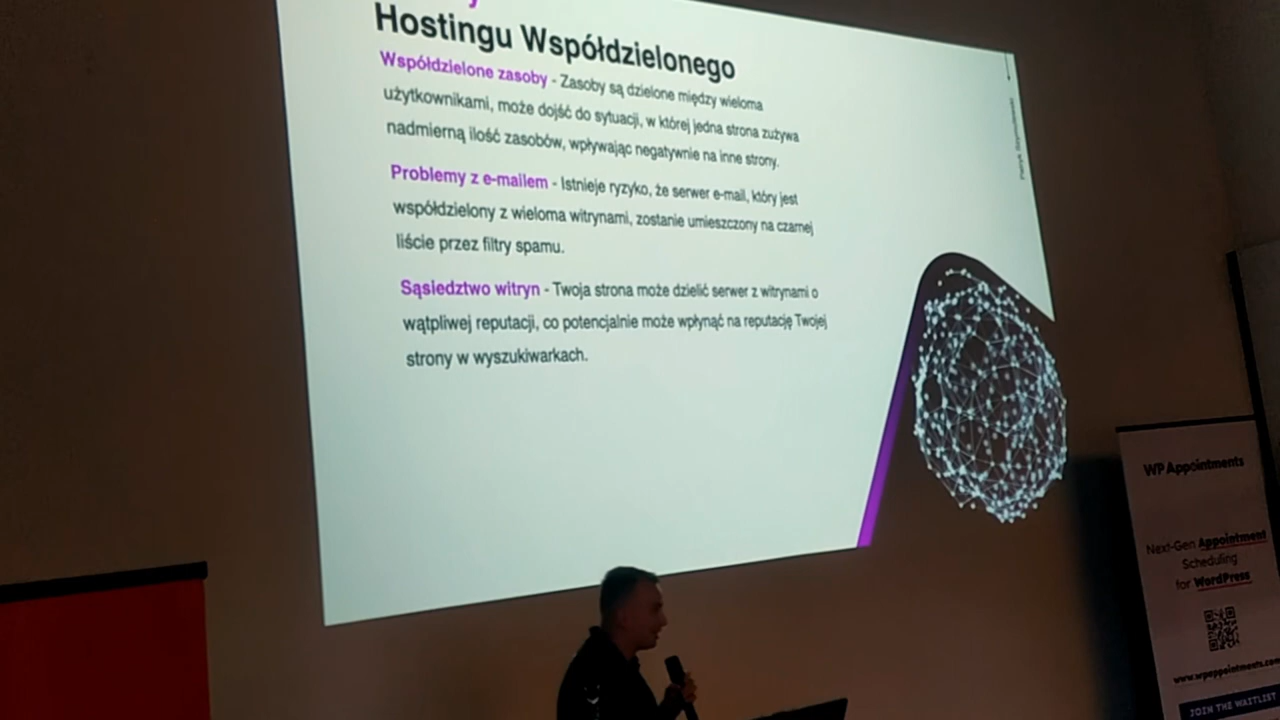 Hostingu Współdzielonego
Współdzielone zasoby - Zasoby są dzielone między wieloma
użytkownikami, może dojść do sytuacji, w której jedna strona zużywa
nadmierną ilość zasobów, wpływając negatywnie na inne strony.
Problemy z e-mailem - Istnieje ryzyko, że serwer e-mail, który jest
współdzielony z wieloma witrynami, zostanie umieszczony na czarnej
liście przez filtry spamu.
Sąsiedztwo witryn - Twoja strona może dzielić serwer z witrynami o
wątpliwej reputacji, co potencjalnie może wpłynąć na reputację Twojej
strony w wyszukiwarkach.
WP Appointments
Next-Gen Appointment
Scheduling
for WordPress
www.wpappointments.com
JOIN THE WAITLIST